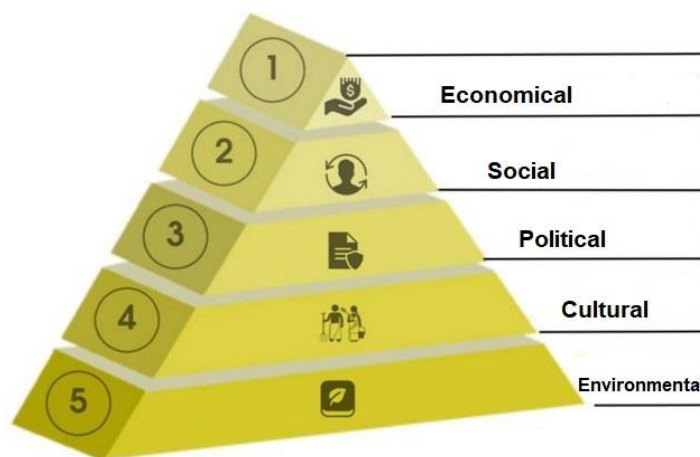 1
Economical
2
Social
3
Political
4
Cultural
5
Environmenta
$